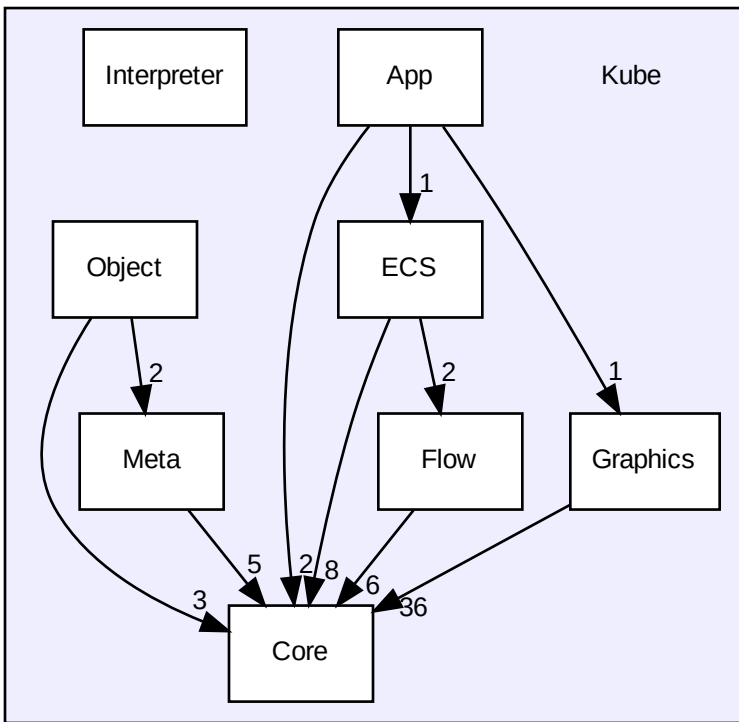 Interpreter
App
Kube
1
Object
ECS
2
2
1
Meta
Flow
Graphics
5
2
8
6
3
36
Core